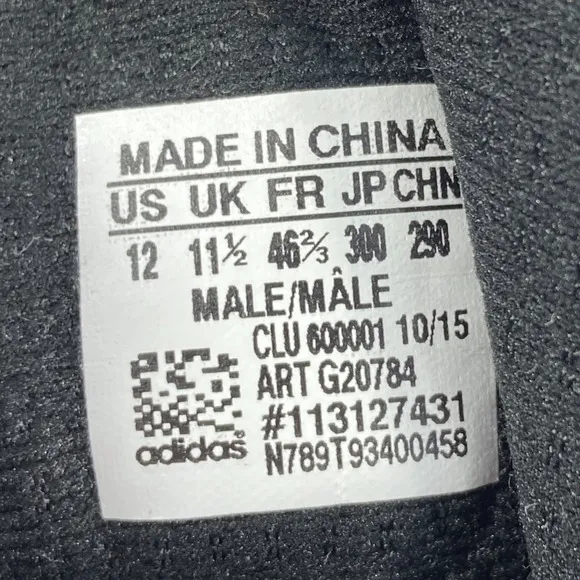 MADE IN CHINA
US UK FR JP CHN
12 11½ 46⅔ 300 290
MALE/MÂLE
CLU 600001 10/15
ART G20784
#113127431
adidas®
N789T93400458